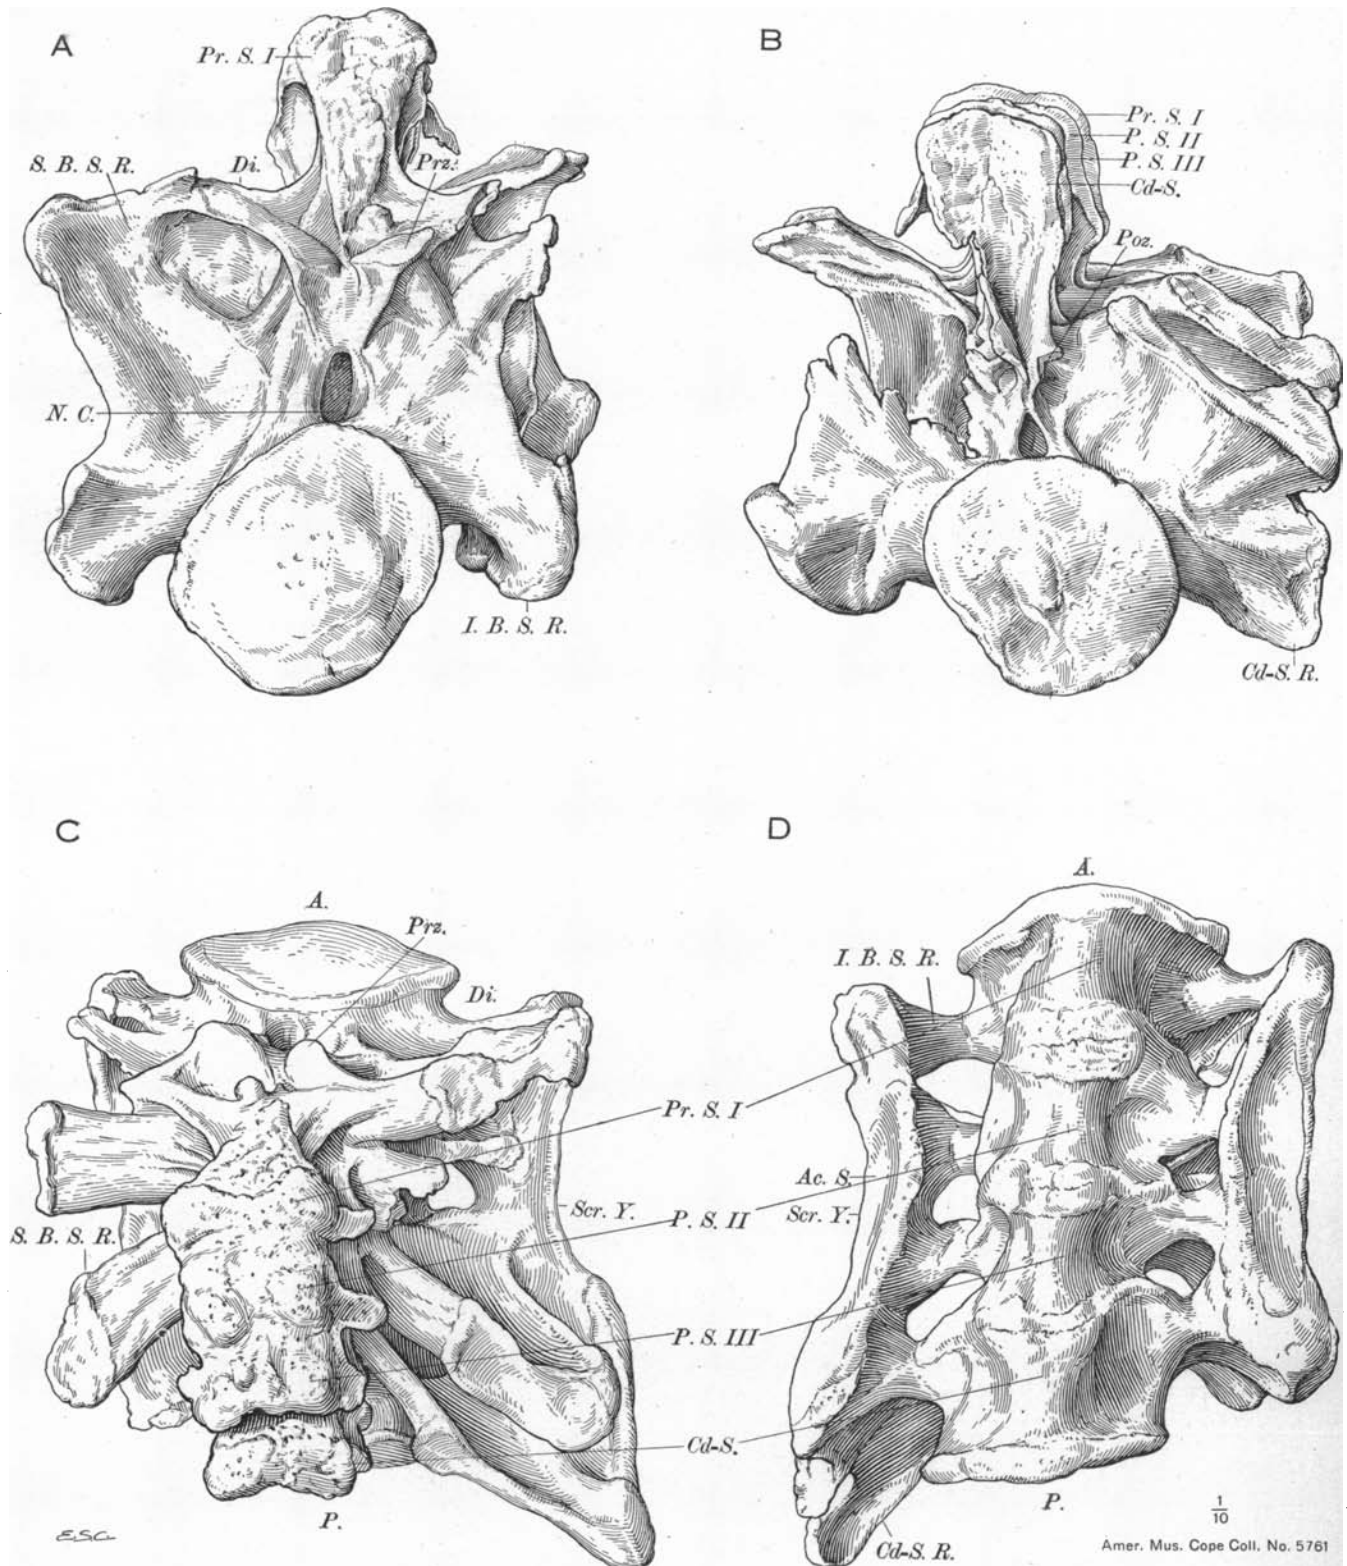 A
B
Pr. S. I
Pr. S. I
P. S. II
P. S. III
Cd-S.
S. B. S. R.
Di.
Prz.
Poz.
N. C.
I. B. S. R.
Cd-S. R.
C
D
A.
A.
Prz.
I. B. S. R.
Di.
Pr. S. I
Ac. S.
Scr. Y.
P. S. II
Scr. Y.
S. B. S. R.
P. S. III
Cd-S.
P.
P.
1
10
E.S.C.
Cd-S. R.
Amer. Mus. Cope Coll. No. 5761